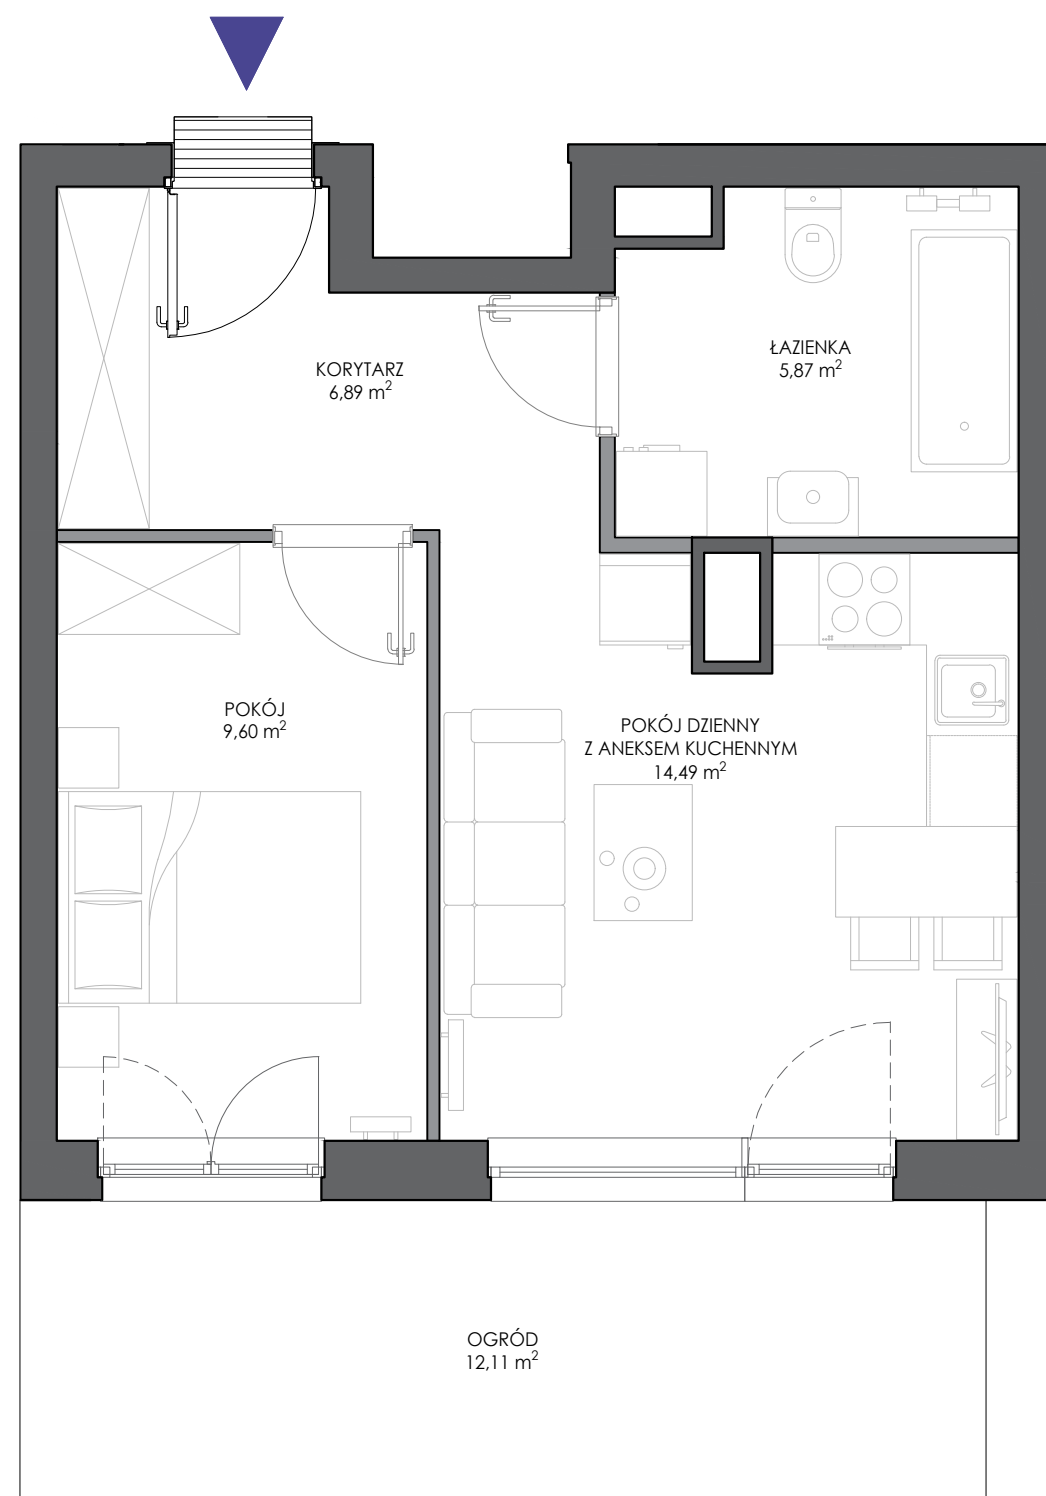 KORYTARZ
6,89 m²
ŁAZIENKA
5,87 m²
POKÓJ
9,60 m²
POKÓJ DZIENNY
Z ANEKSEM KUCHENNYM
14,49 m²
OGRÓD
12,11 m²